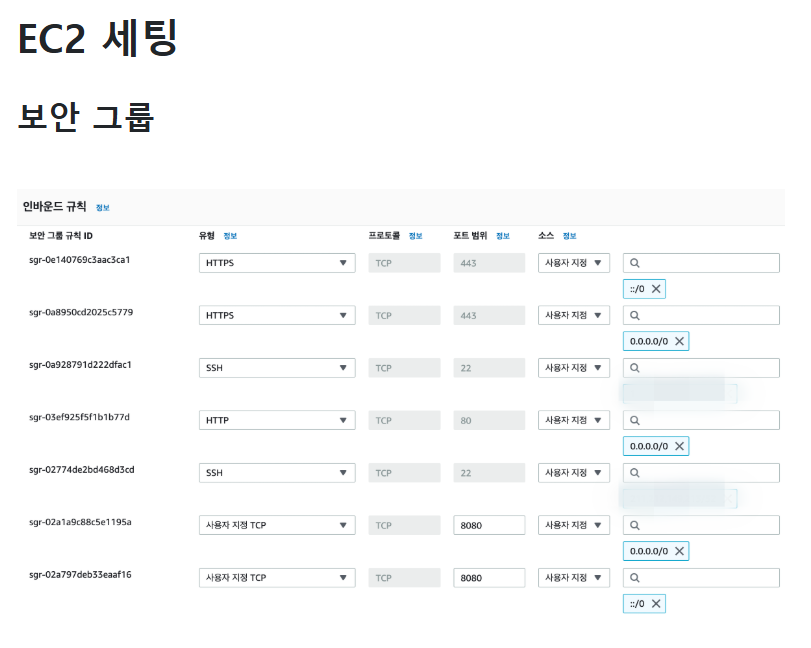 EC2 세팅
보안 그룹
인바운드 규칙 정보
보안 그룹 규칙 ID 유형 정보 프로토콜 정보 포트 범위 정보 소스 정보
sgr-0e140769c3aac3ca1 HTTPS TCP 443 사용자 지정
::/0
sgr-0a8950cd2025c5779 HTTPS TCP 443 사용자 지정
0.0.0.0/0
sgr-0a928791d222dfac1 SSH TCP 22 사용자 지정
sgr-03ef925f5f1b1b77d HTTP TCP 80 사용자 지정
0.0.0.0/0
sgr-02774de2bd468d3cd SSH TCP 22 사용자 지정
sgr-02a1a9c88c5e1195a 사용자 지정 TCP TCP 8080 사용자 지정
0.0.0.0/0
sgr-02a797deb33eaaf16 사용자 지정 TCP TCP 8080 사용자 지정
::/0